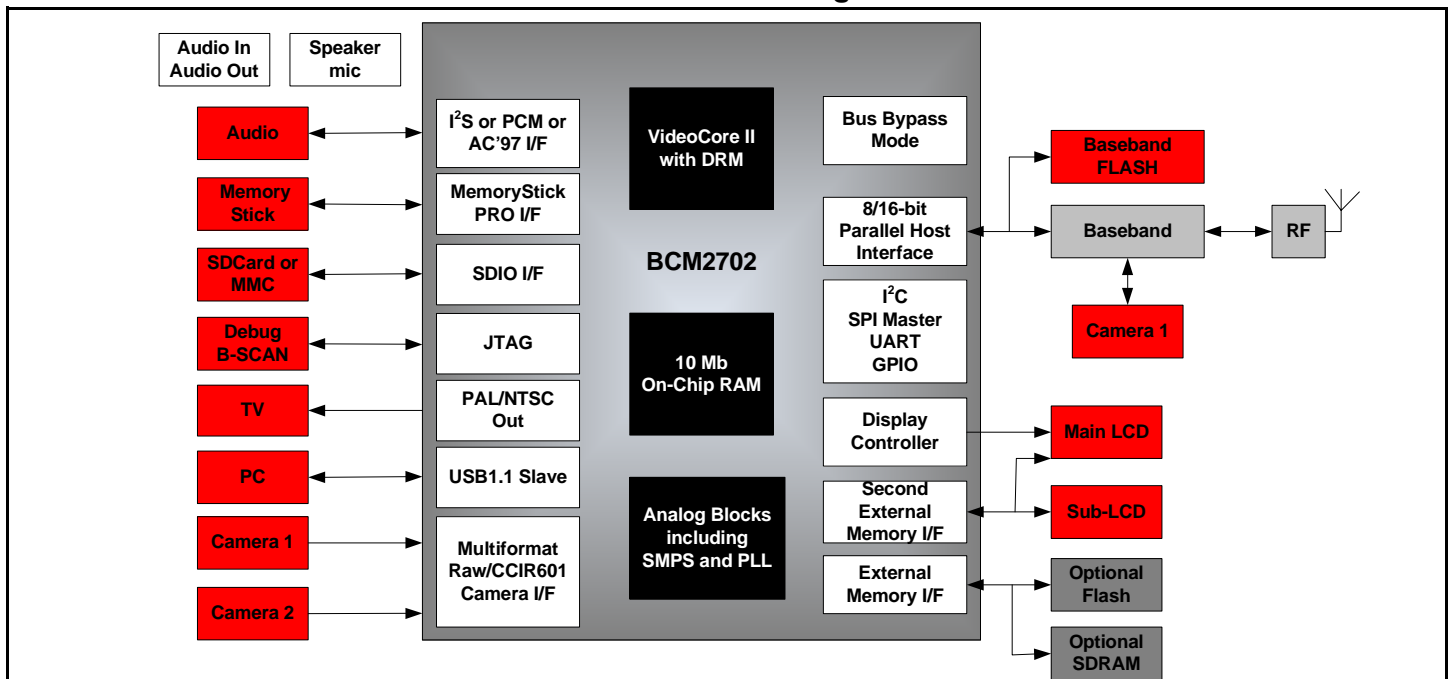 Audio In
Audio Out
Speaker
mic
Audio
Memory
Stick
SDCard or
MMC
Debug
B-SCAN
TV
PC
Camera 1
Camera 2
I²S or PCM or
AC'97 I/F
MemoryStick
PRO I/F
SDIO I/F
JTAG
PAL/NTSC
Out
USB1.1 Slave
Multiformat
Raw/CCIR601
Camera I/F
VideoCore II
with DRM
BCM2702
10 Mb
On-Chip RAM
Analog Blocks
including
SMPS and PLL
Bus Bypass
Mode
8/16-bit
Parallel Host
Interface
I²C
SPI Master
UART
GPIO
Display
Controller
Second
External
Memory I/F
External
Memory I/F
Baseband
FLASH
Baseband
RF
Camera 1
Main LCD
Sub-LCD
Optional
Flash
Optional
SDRAM